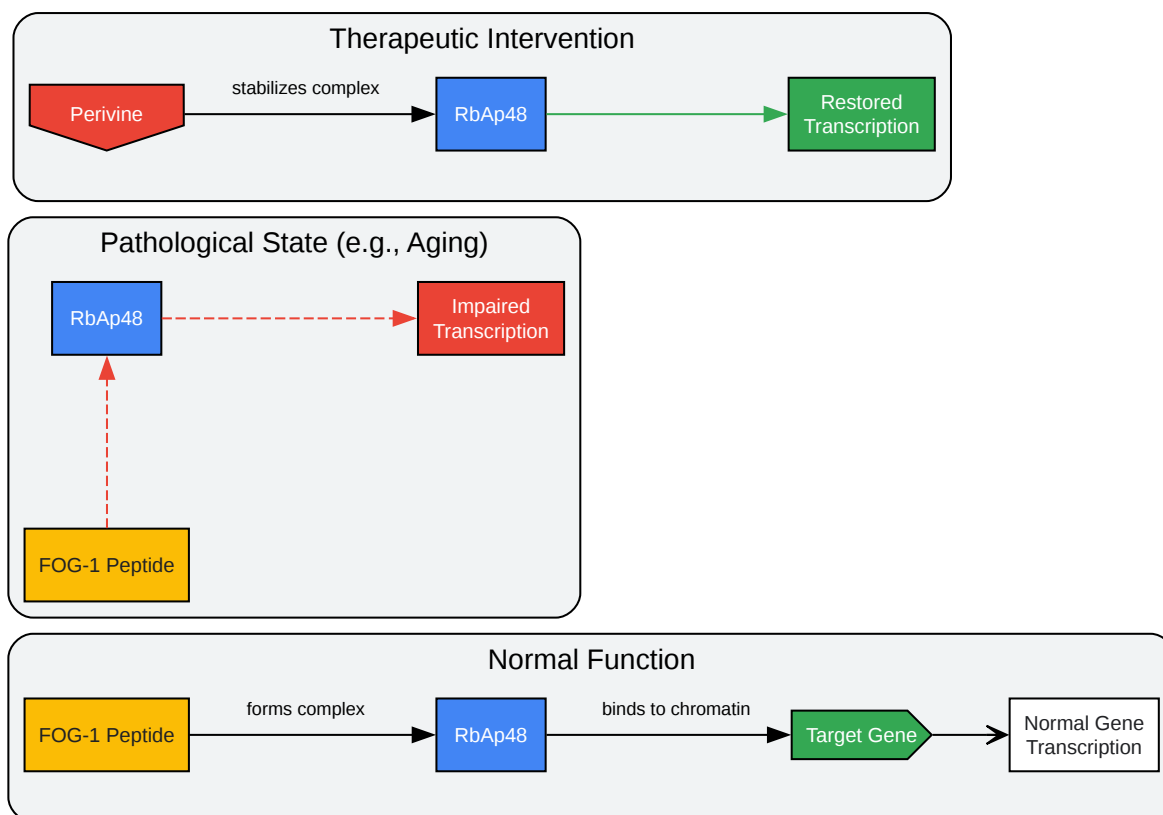 Therapeutic Intervention
Perivine
stabilizes complex
RbAp48
Restored
Transcription
Pathological State (e.g., Aging)
RbAp48
Impaired
Transcription
FOG-1 Peptide
Normal Function
FOG-1 Peptide
forms complex
RbAp48
binds to chromatin
Target Gene
Normal Gene
Transcription